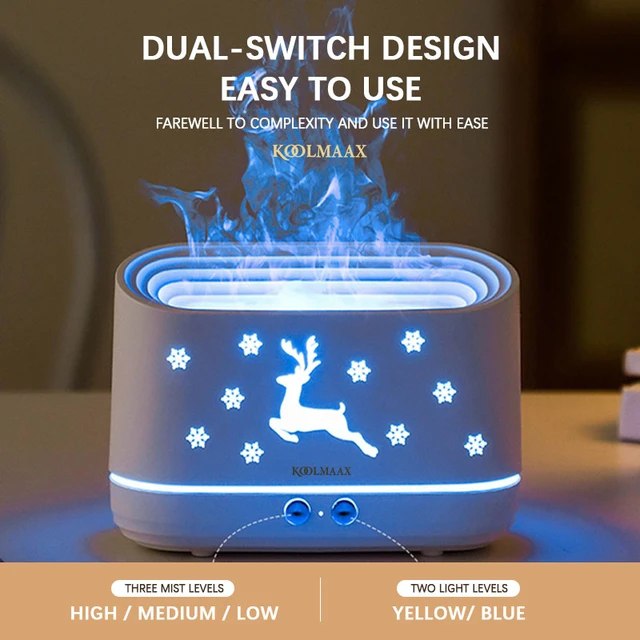 DUAL-SWITCH DESIGN
EASY TO USE
FAREWELL TO COMPLEXITY AND USE IT WITH EASE
KOOLMAAX
KOOLMAAX
THREE MIST LEVELS
HIGH / MEDIUM / LOW
TWO LIGHT LEVELS
YELLOW/ BLUE